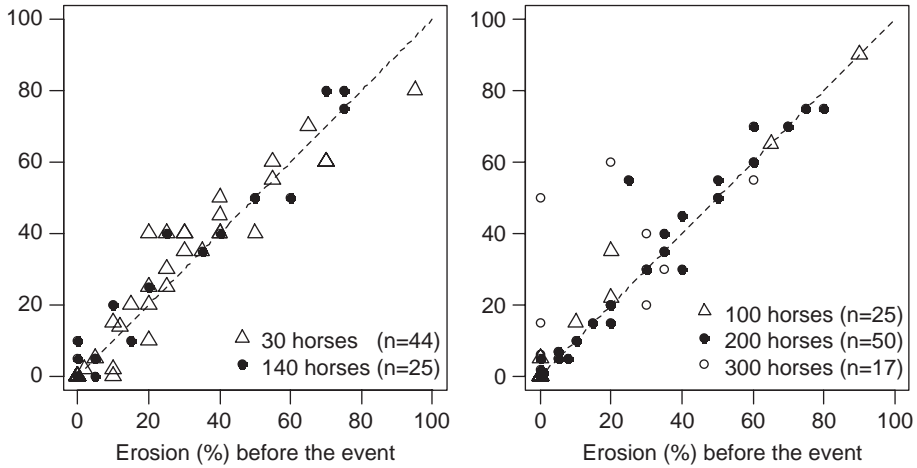 100
80
60
40
20
0
30 horses (n=44)
140 horses (n=25)
0 20 40 60 80 100
Erosion (%) before the event
100
80
60
40
20
0
100 horses (n=25)
200 horses (n=50)
300 horses (n=17)
0 20 40 60 80 100
Erosion (%) before the event